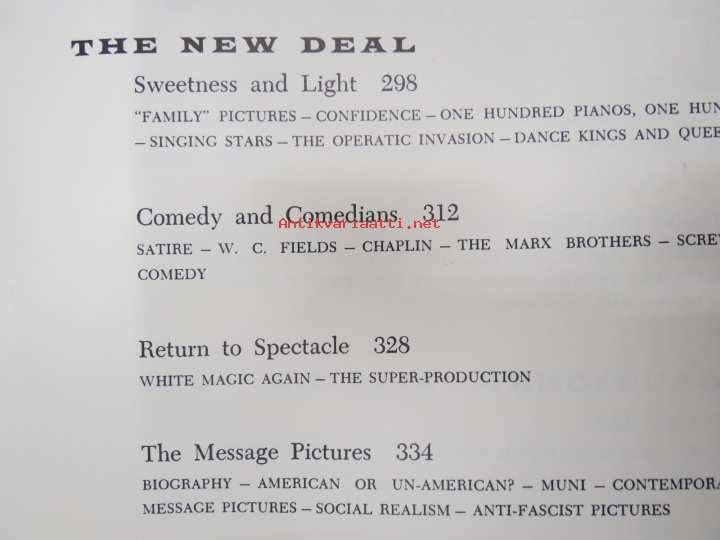 THE NEW DEAL
Sweetness and Light 298
"FAMILY" PICTURES – CONFIDENCE – ONE HUNDRED PIANOS, ONE HUN
– SINGING STARS – THE OPERATIC INVASION – DANCE KINGS AND QUEE
Comedy and Comedians 312
Antikvariaatti.net
SATIRE – W. C. FIELDS – CHAPLIN – THE MARX BROTHERS – SCREW
COMEDY
Return to Spectacle 328
WHITE MAGIC AGAIN – THE SUPER-PRODUCTION
The Message Pictures 334
BIOGRAPHY – AMERICAN OR UN-AMERICAN? – MUNI – CONTEMPORA
MESSAGE PICTURES – SOCIAL REALISM – ANTI-FASCIST PICTURES